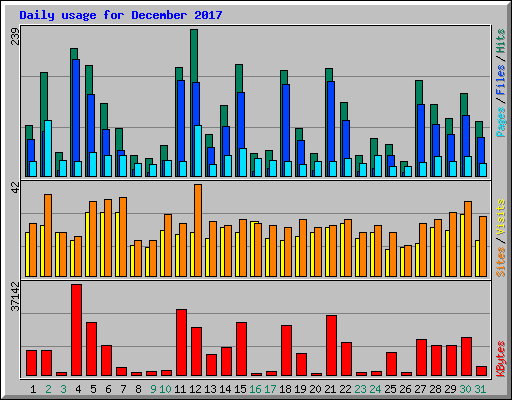 Daily usage for December 2017
239
Pages / Files / Hits
42
Sites / Visits
37142
KBytes
1 2 3 4 5 6 7 8 9 10 11 12 13 14 15 16 17 18 19 20 21 22 23 24 25 26 27 28 29 30 31